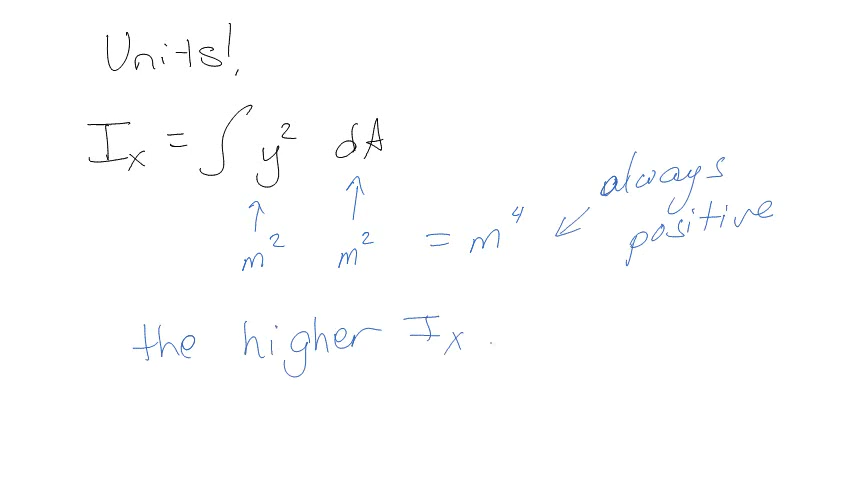 Units!
Iₓ = ∫ y² dA
↑ ↑
m² m² = m⁴ ↙ always positive
the higher Iₓ .